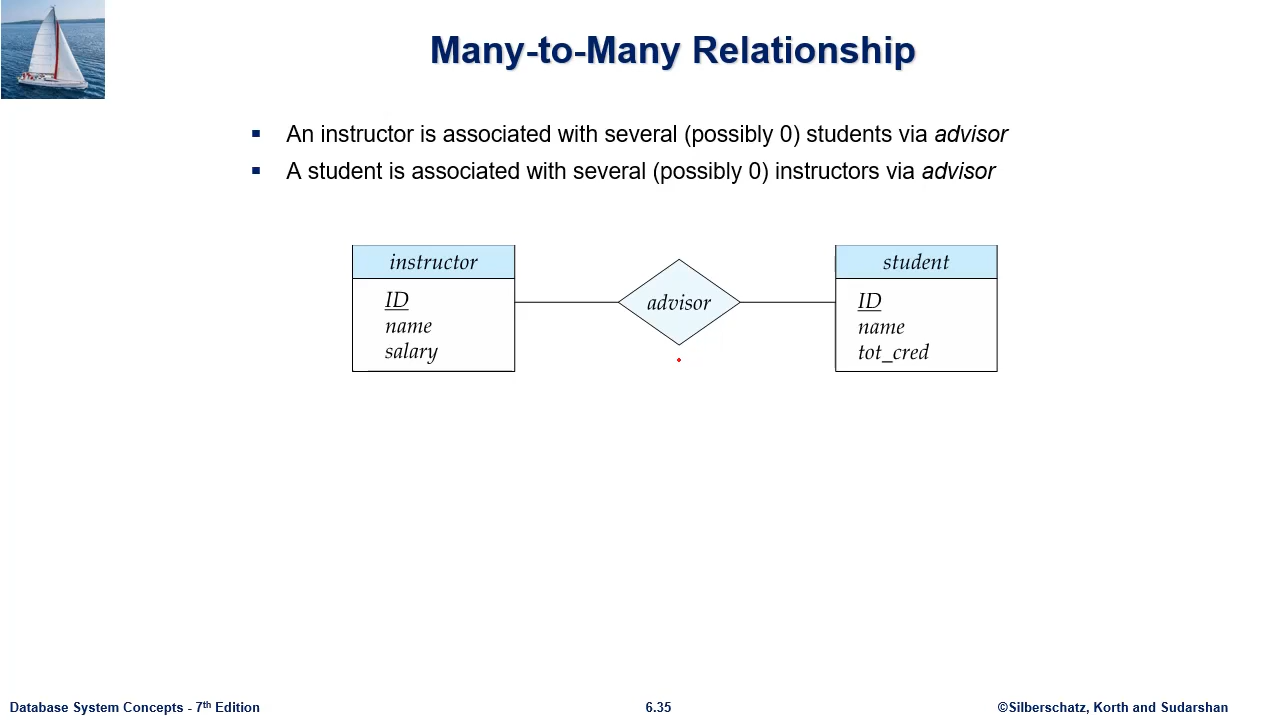 Many-to-Many Relationship
An instructor is associated with several (possibly 0) students via advisor
A student is associated with several (possibly 0) instructors via advisor
instructor
ID
name
salary
advisor
student
ID
name
tot_cred
Database System Concepts - 7th Edition
6.35
©Silberschatz, Korth and Sudarshan